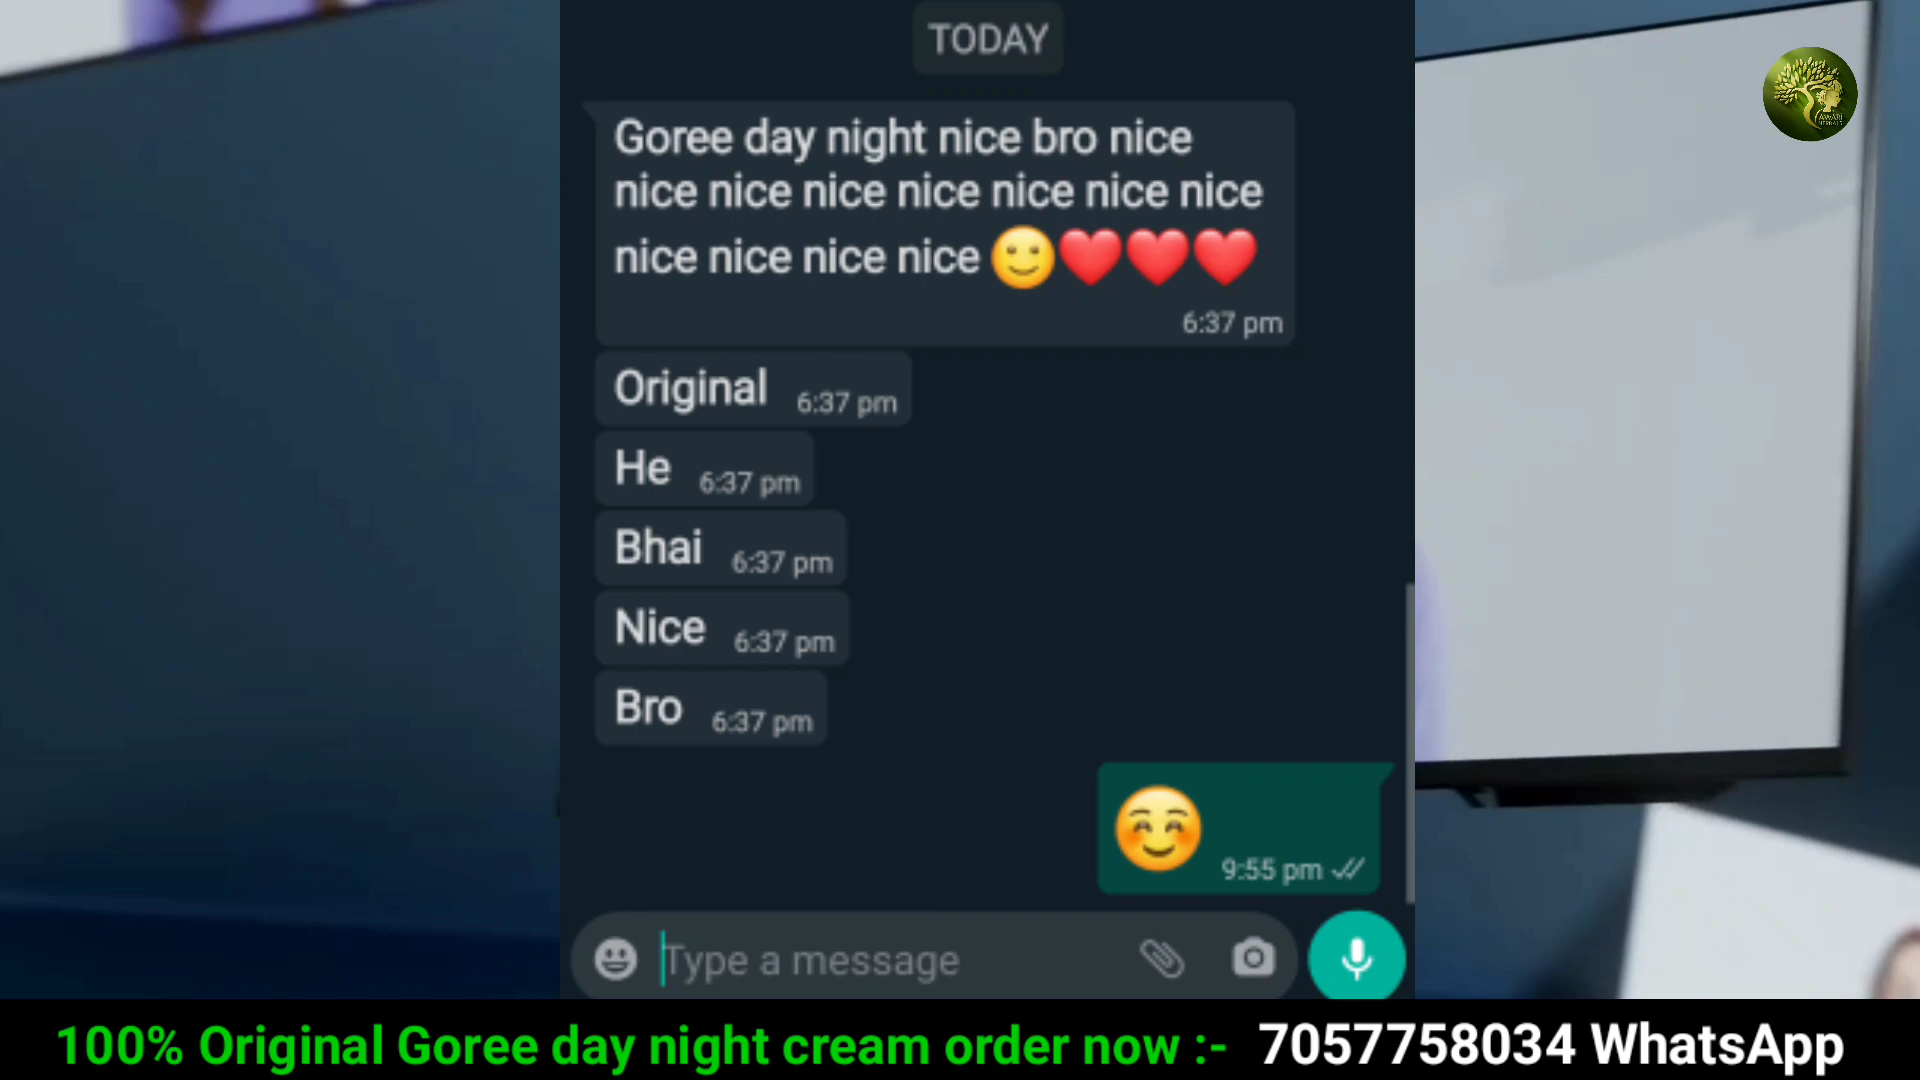 TODAY
Goree day night nice bro nice
nice nice nice nice nice nice nice
nice nice nice nice 🙂❤️❤️❤️
6:37 pm
Original 6:37 pm
He 6:37 pm
Bhai 6:37 pm
Nice 6:37 pm
Bro 6:37 pm
☺️ 9:55 pm
Type a message
AWARI
HERBALS
100% Original Goree day night cream order now :- 7057758034 WhatsApp